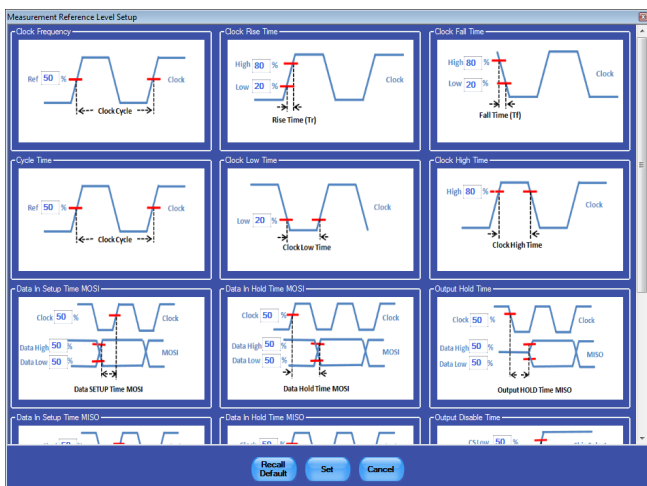 Measurement Reference Level Setup
Clock Frequency
Ref 50 %
Clock
Clock Cycle
Clock Rise Time
High 80 %
Low 20 %
Clock
Rise Time (Tr)
Clock Fall Time
High 80 %
Low 20 %
Clock
Fall Time (Tf)
Cycle Time
Ref 50 %
Clock
Clock Cycle
Clock Low Time
Low 20 %
Clock
Clock Low Time
Clock High Time
High 80 %
Clock
Clock High Time
Data In Setup Time MOSI
Clock 50 %
Clock
Data High 50 %
Data Low 50 %
MOSI
Data SETUP Time MOSI
Data In Hold Time MOSI
Clock 50 %
Clock
Data High 50 %
Data Low 50 %
MOSI
Data Hold Time MOSI
Output Hold Time
Clock 50 %
Clock
Data High 50 %
Data Low 50 %
MISO
Output HOLD Time MISO
Data In Setup Time MISO
Data In Hold Time MISO
Output Disable Time
CS Low 50 %
Recall
Default
Set
Cancel